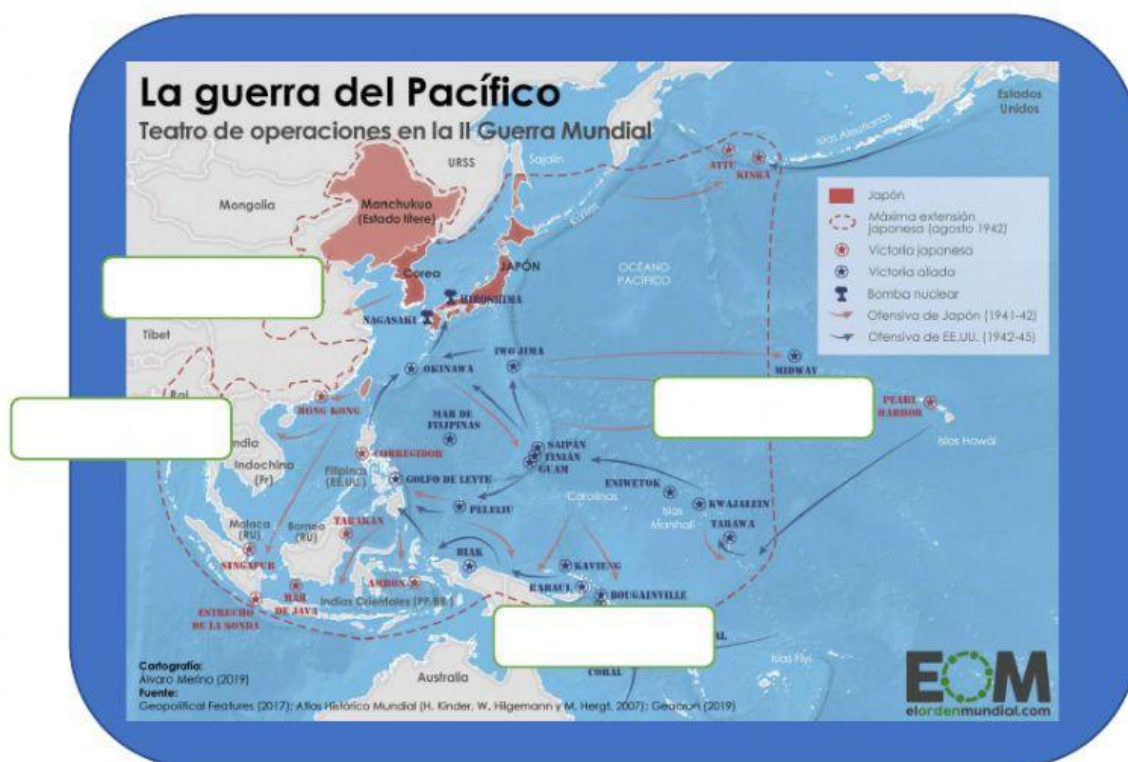 La guerra del Pacífico
Teatro de operaciones en la II Guerra Mundial
Estados
Unidos
Islas Aleutianas
URSS
Sajalín
ATTU
KISKA
Mongolia
Manchukuo
(Estado títere)
Kuriles
Japón
Máxima extensión
japonesa (agosto 1942)
Victoria japonesa
Victoria aliada
Bomba nuclear
Ofensiva de Japón (1941-42)
Ofensiva de EE.UU. (1942-45)
Corea
JAPÓN
OCÉANO
PACÍFICO
HIROSHIMA
NAGASAKI
Tíbet
IWO JIMA
OKINAWA
MIDWAY
Raj
HONG KONG
PEARL
HARBOR
Islas Hawái
MAR DE
FILIPINAS
SAIPÁN
TINIÁN
GUAM
Indochina
(Fr)
Filipinas
(EE.UU.)
CORREGIDOR
GOLFO DE LEYTE
ENIWETOK
Carolinas
Islas
Marshall
KWAJALEIN
PELELIU
TARAWA
Malaca
(RU)
Borneo
(RU)
TARAKÁN
SINGAPUR
BIAK
KAVIENG
RABAUL
BOUGAINVILLE
MAR
DE JAVA
AMBON
Indias Orientales (PP.BB.)
ESTRECHO
DE LA SONDA
AL
CORAL
Islas Fiyi
Australia
Cartografía:
Álvaro Merino (2019)
Fuente:
Geopolitical Features (2017); Atlas Histórico Mundial (H. Kinder, W. Hilgemann y M. Hergt, 2007); Geacron (2019)
EOM
elordenmundial.com